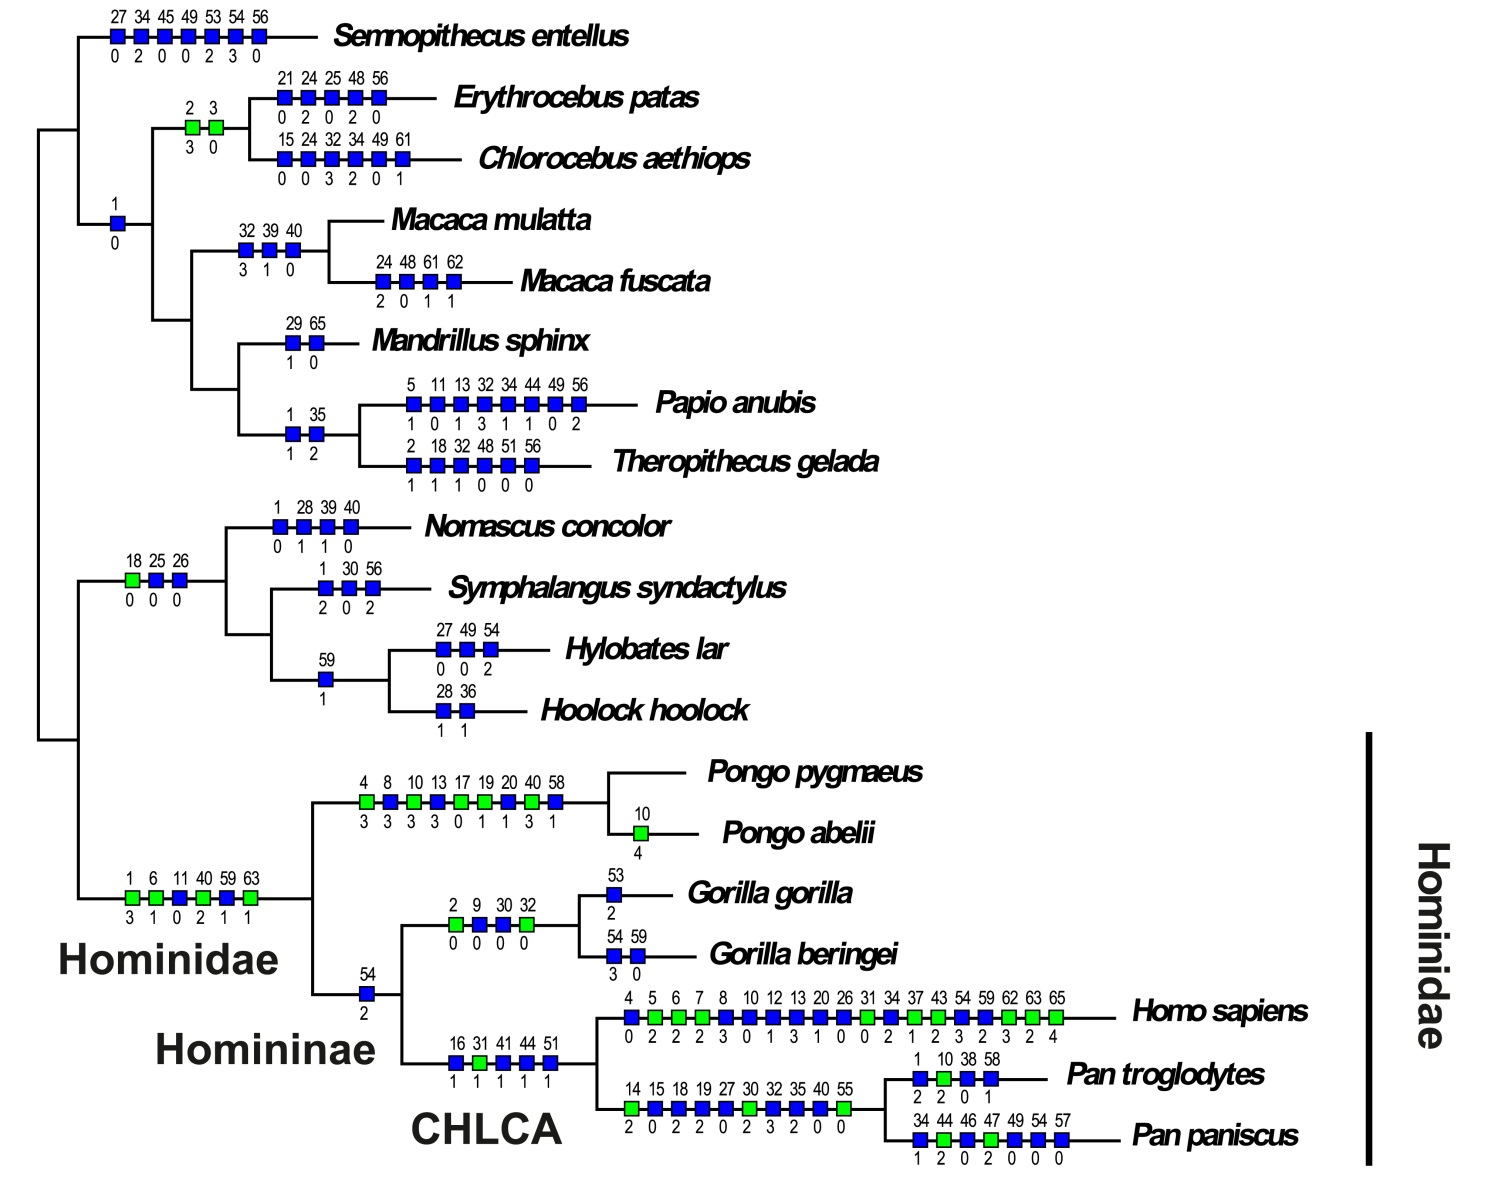 27 34 45 49 53 54 56
Semnopithecus entellus
0 2 0 0 2 3 0
21 24 25 48 56
Erythrocebus patas
0 2 0 2 0
2 3
3 0
15 24 32 34 49 61
Chlorocebus aethiops
0 0 3 2 0 1
1
0
Macaca mulatta
32 39 40
3 1 0
24 48 61 62
Macaca fuscata
2 0 1 1
29 65
Mandrillus sphinx
1 0
5 11 13 32 34 44 49 56
Papio anubis
1 0 1 3 1 1 0 2
1 35
1 2
2 18 32 48 51 56
Theropithecus gelada
1 1 1 0 0 0
1 28 39 40
Nomascus concolor
0 1 1 0
18 25 26
0 0 0
1 30 56
Symphalangus syndactylus
2 0 2
27 49 54
Hylobates lar
0 0 2
59
1
28 36
Hoolock hoolock
1 1
Pongo pygmaeus
4 8 10 13 17 19 20 40 58
3 3 3 3 0 1 1 3 1
10
Pongo abelii
4
1 6 11 40 59 63
3 1 0 2 1 1
Hominidae
53
Gorilla gorilla
2
2 9 30 32
0 0 0 0
54 59
Gorilla beringei
3 0
54
2
Homininae
4 5 6 7 8 10 12 13 20 26 31 34 37 43 54 59 62 63 65
Homo sapiens
0 2 2 2 3 0 1 3 1 0 0 2 1 2 3 2 3 2 4
16 31 41 44 51
1 1 1 1 1
CHLCA
1 10 38 58
Pan troglodytes
2 2 0 1
14 15 18 19 27 30 32 35 40 55
2 0 2 2 0 2 3 2 0 0
34 44 46 47 49 54 57
Pan paniscus
1 2 0 2 0 0 0
Hominidae